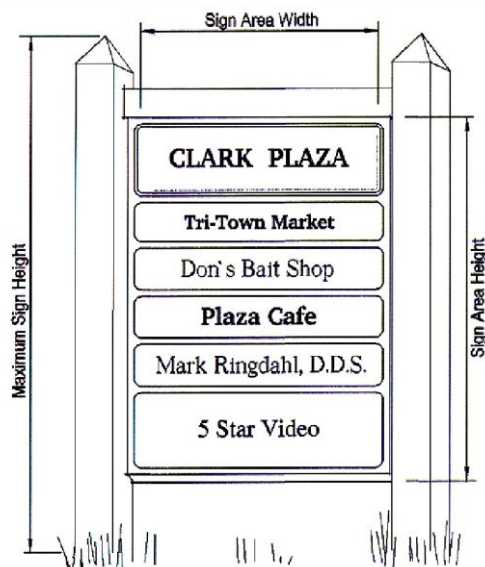 Sign Area Width
CLARK PLAZA
Tri-Town Market
Don's Bait Shop
Plaza Cafe
Mark Ringdahl, D.D.S.
5 Star Video
Maximum Sign Height
Sign Area Height